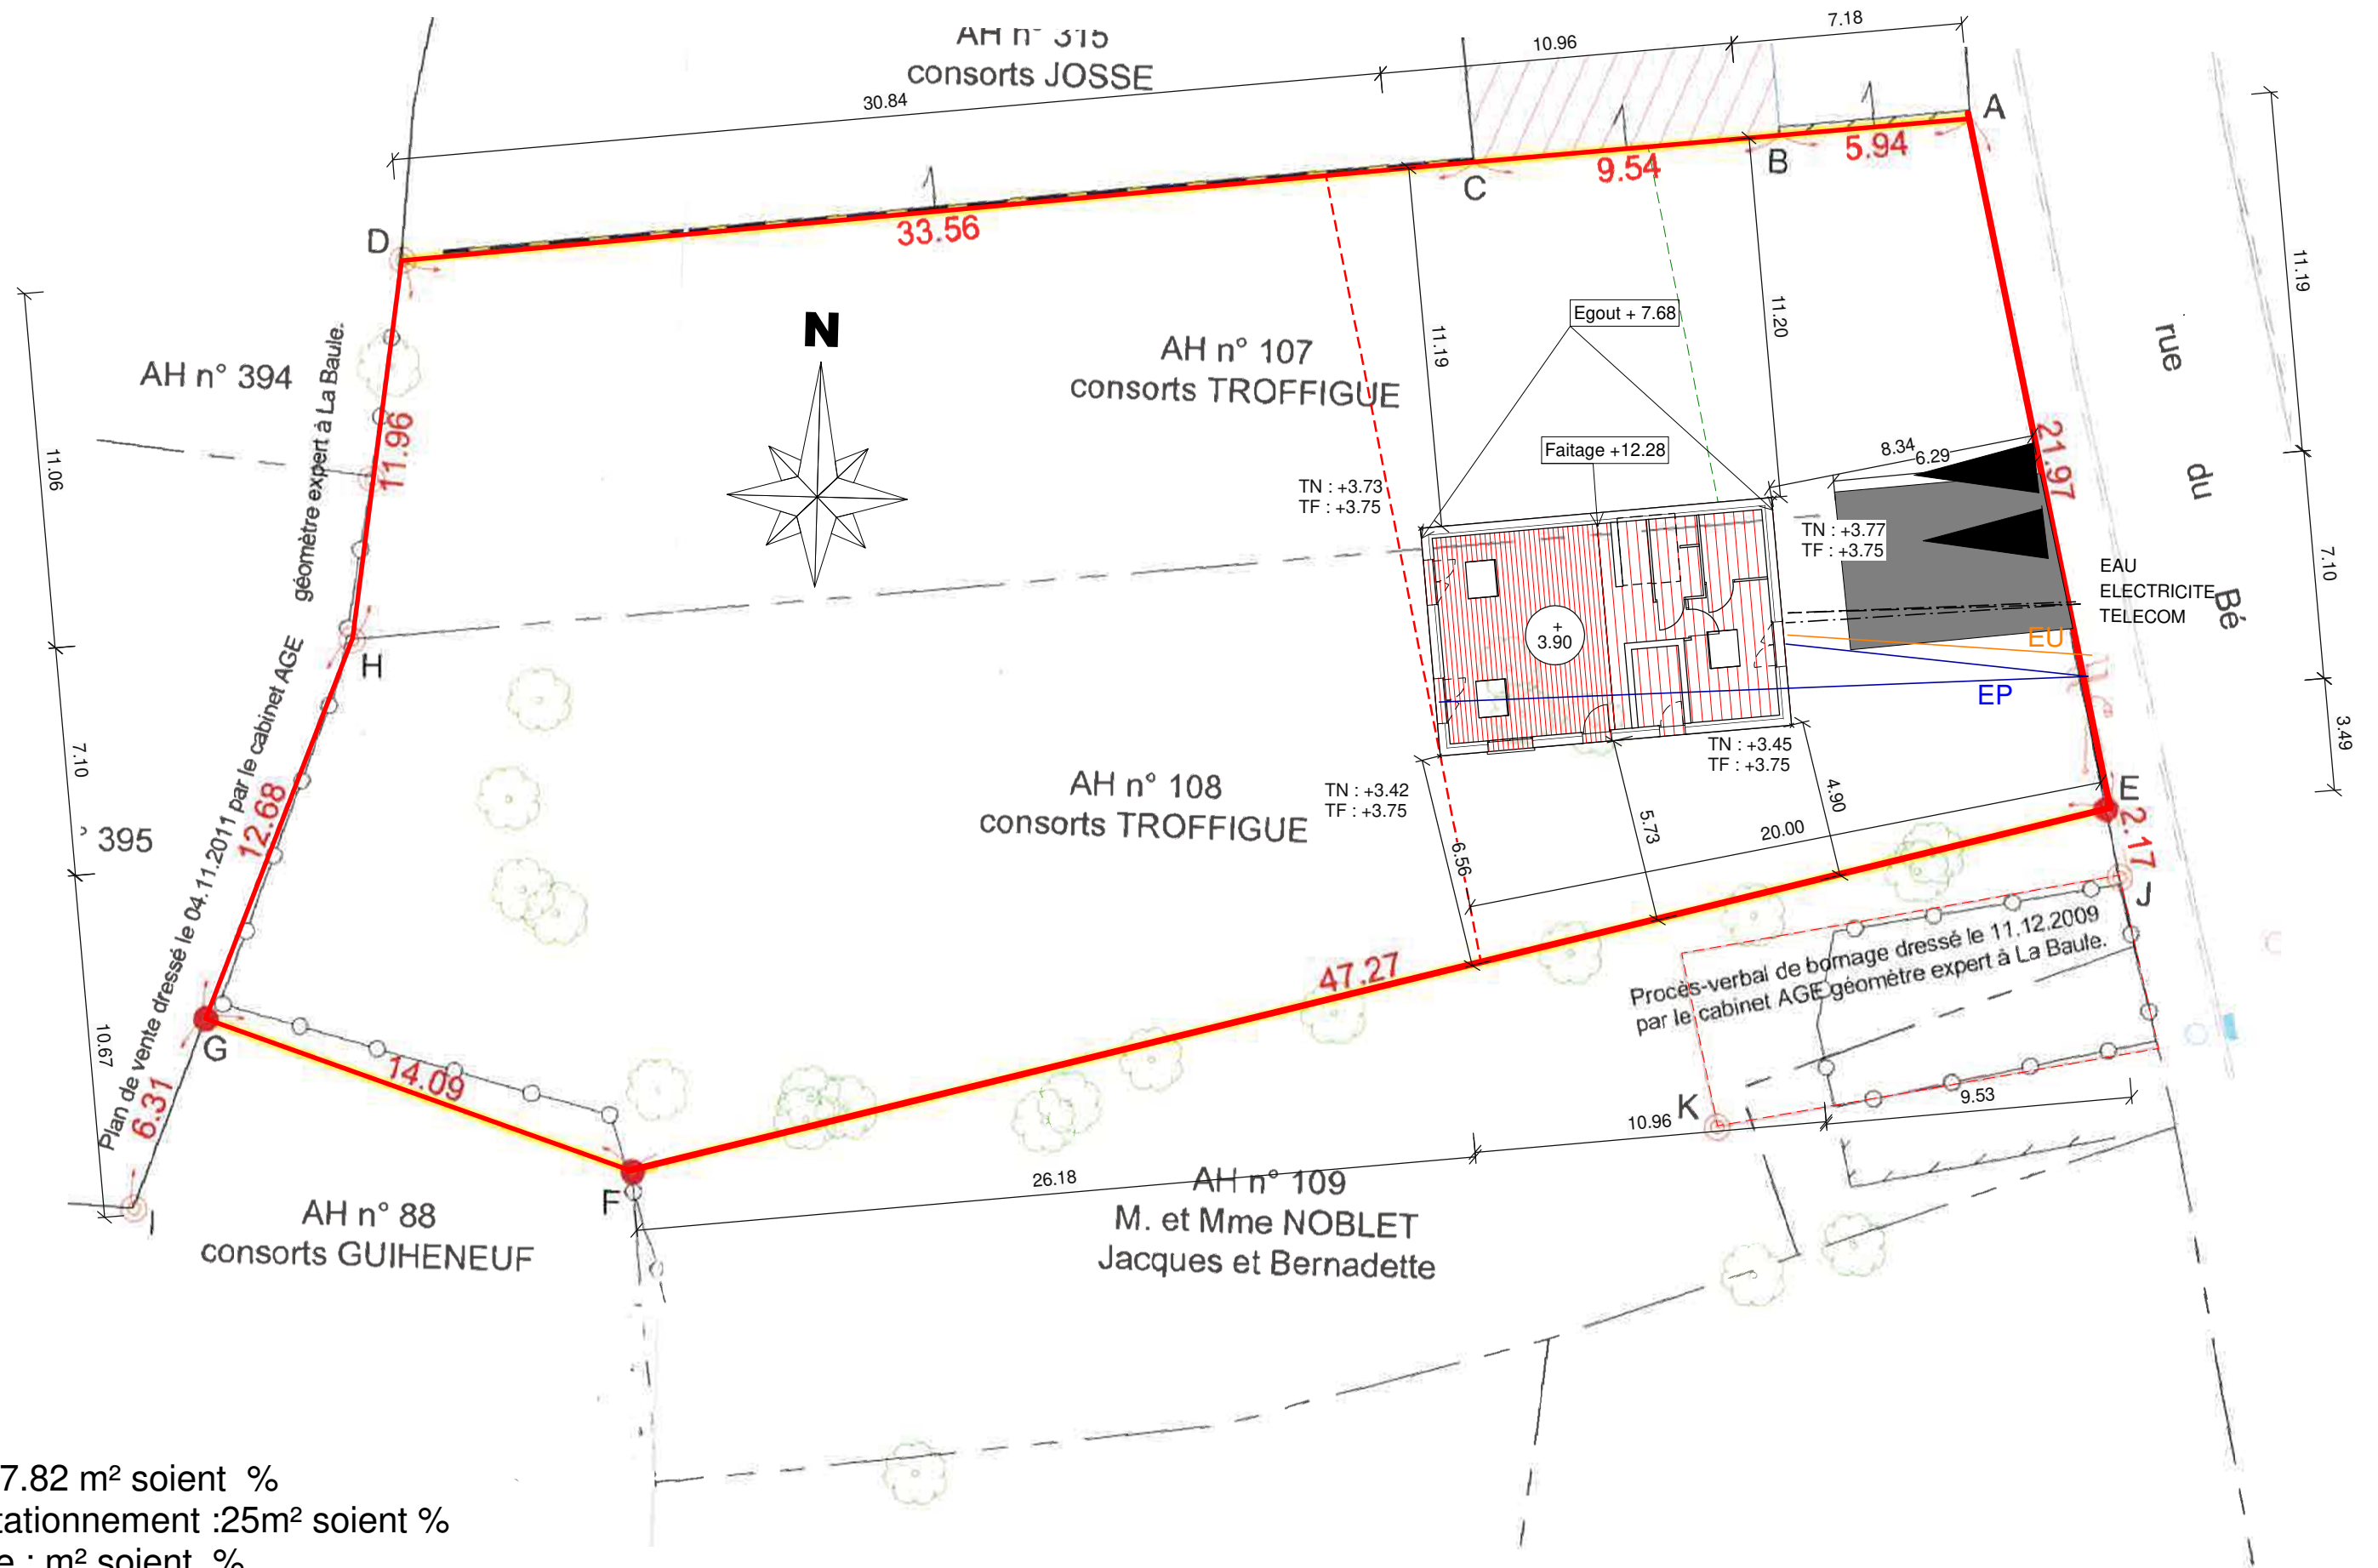 AH n° 315
consorts JOSSE
10.96
7.18
30.84
A
B
5.94
9.54
C
33.56
D
11.19
rue
du
Bé
N
AH n° 394
géomètre expert à La Baule.
11.96
11.06
AH n° 107
consorts TROFFIGUE
11.19
11.20
Egout + 7.68
Faitage +12.28
TN : +3.73
TF : +3.75
8.34
6.29
21.97
TN : +3.77
TF : +3.75
EAU
ELECTRICITE
TELECOM
7.10
EU
EP
+
3.90
H
3.49
TN : +3.45
TF : +3.75
AH n° 108
consorts TROFFIGUE
TN : +3.42
TF : +3.75
4.90
5.73
6.56
20.00
E
2.17
J
7.10
° 395
12.68
Plan de vente dressé le 04.11.2011 par le cabinet AGE
10.67
G
14.09
6.31
I
47.27
Procès-verbal de bornage dressé le 11.12.2009
par le cabinet AGE géomètre expert à La Baule.
K
9.53
10.96
26.18
F
AH n° 88
consorts GUIHENEUF
AH n° 109
M. et Mme NOBLET
Jacques et Bernadette
7.82 m² soient %
tationnement :25m² soient %
e : m² soient %